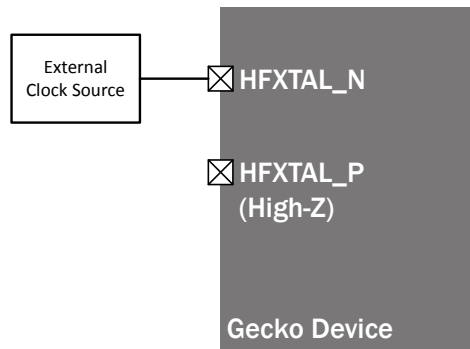 External
Clock Source
HFXTAL_N
HFXTAL_P
(High-Z)
Gecko Device